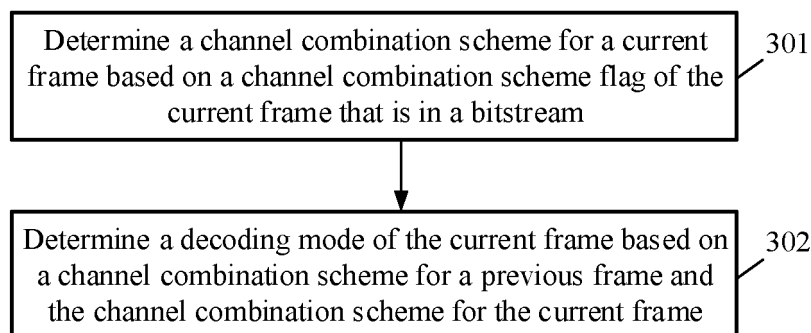 Determine a channel combination scheme for a current
frame based on a channel combination scheme flag of the
current frame that is in a bitstream
301
Determine a decoding mode of the current frame based on
a channel combination scheme for a previous frame and
the channel combination scheme for the current frame
302